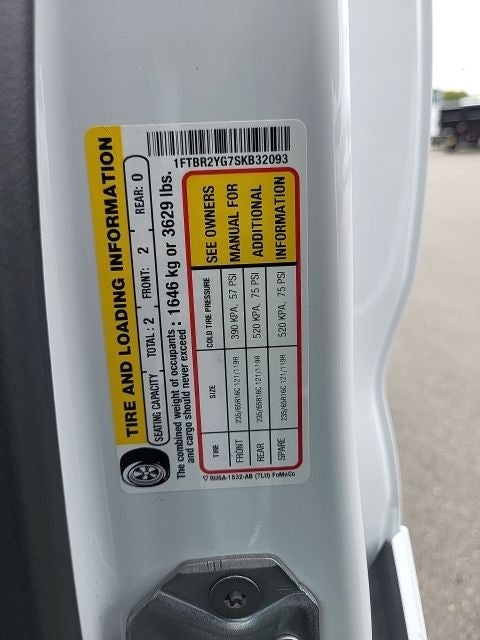 1FTBR2YG7SKB32093
TIRE AND LOADING INFORMATION
SEATING CAPACITY TOTAL: 2 FRONT: 2 REAR: 0
The combined weight of occupants : 1646 kg or 3629 lbs.
and cargo should never exceed :
TIRE SIZE COLD TIRE PRESSURE SEE OWNERS
FRONT 235/65R16C 121/119R 390 KPA, 57 PSI MANUAL FOR
REAR 235/65R16C 121/119R 520 KPA, 75 PSI ADDITIONAL
SPARE 235/65R16C 121/119R 520 KPA, 75 PSI INFORMATION
RU5A-1532-AB (TLU) FoMoCo